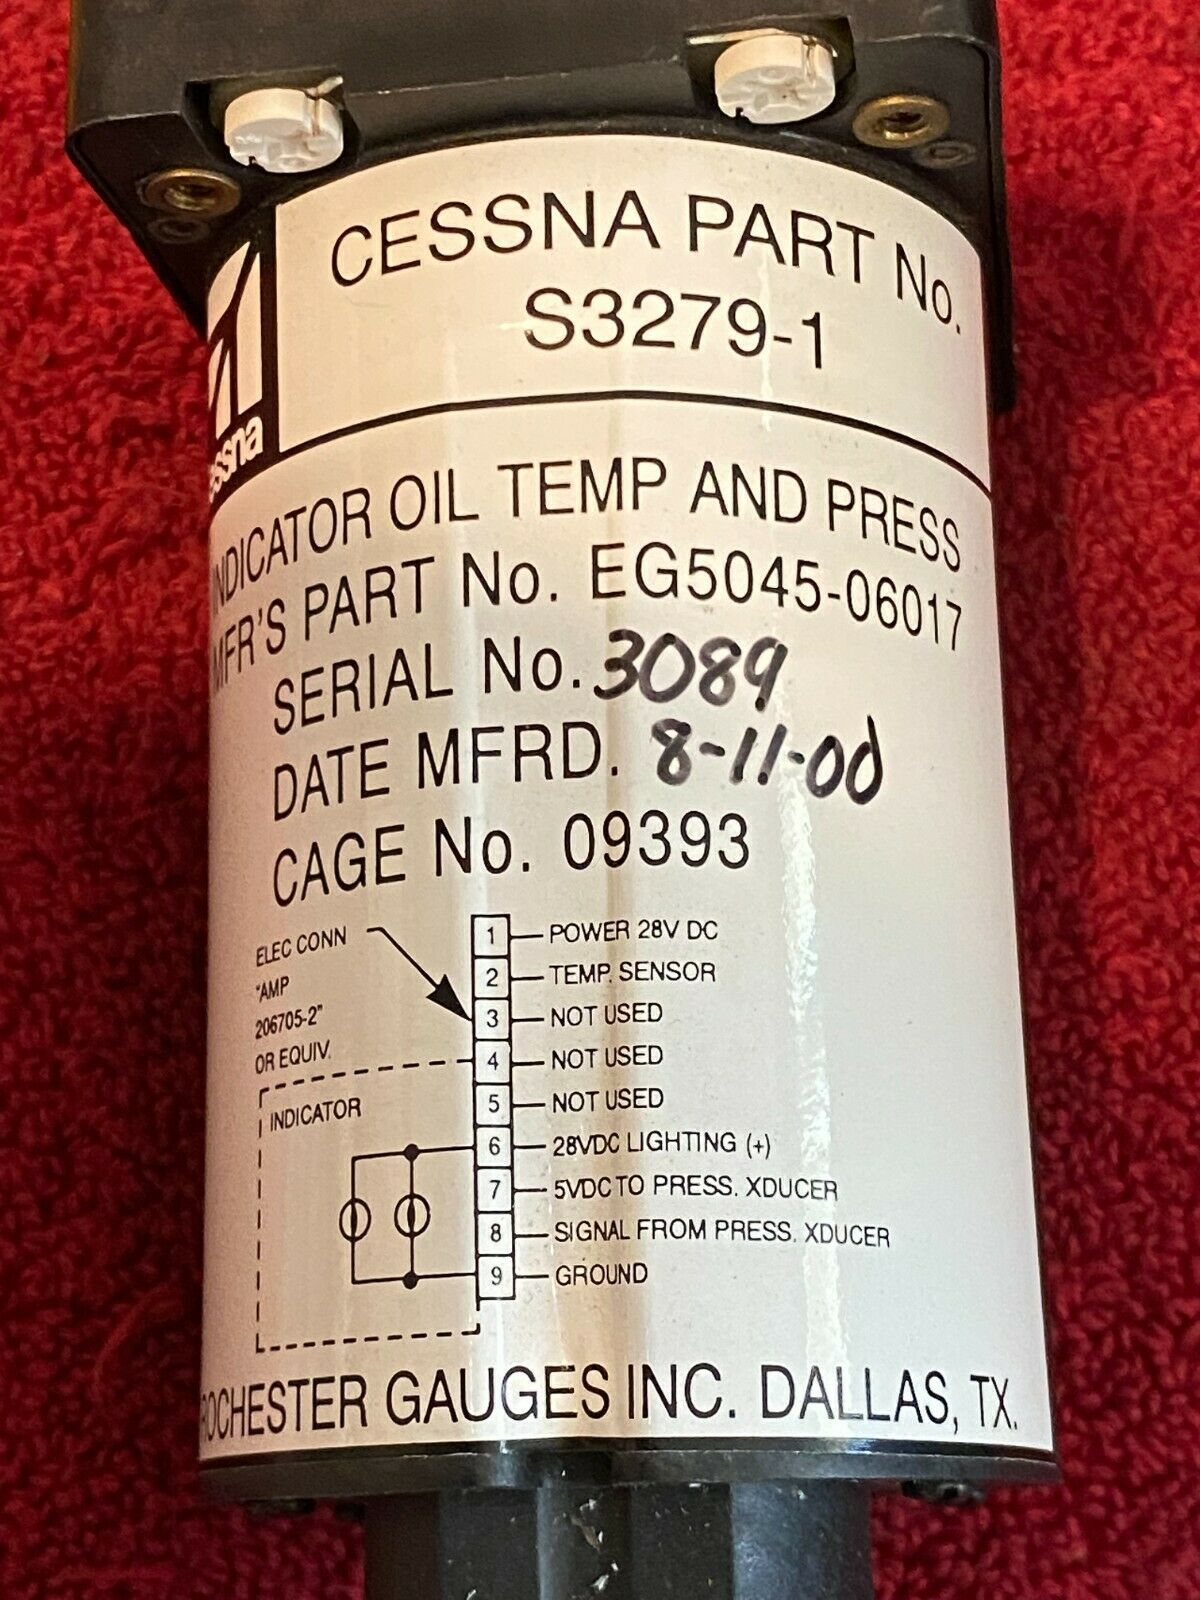 CESSNA PART No.
S3279-1
INDICATOR OIL TEMP AND PRESS
MFR'S PART No. EG5045-06017
SERIAL No. 3089
DATE MFRD. 8-11-00
CAGE No. 09393
ELEC CONN
"AMP
206705-2"
OR EQUIV.
INDICATOR
1 POWER 28V DC
2 TEMP. SENSOR
3 NOT USED
4 NOT USED
5 NOT USED
6 28VDC LIGHTING (+)
7 5VDC TO PRESS. XDUCER
8 SIGNAL FROM PRESS. XDUCER
9 GROUND
ROCHESTER GAUGES INC. DALLAS, TX.